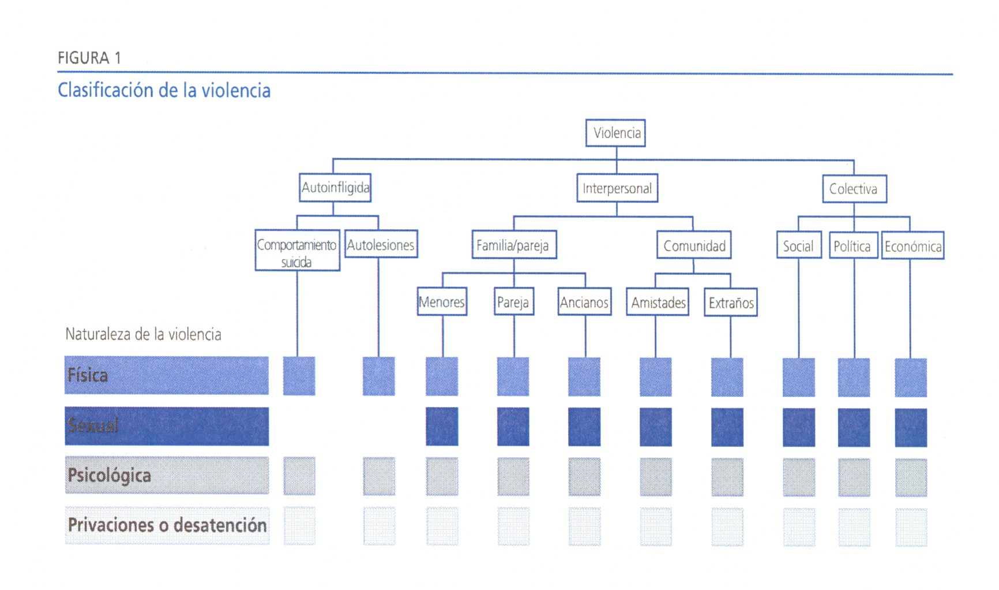 FIGURA 1
Clasificación de la violencia
Violencia
Autoinfligida
Interpersonal
Colectiva
Comportamiento
suicida
Autolesiones
Familia/pareja
Comunidad
Social
Política
Económica
Menores
Pareja
Ancianos
Amistades
Extraños
Naturaleza de la violencia
Física
Sexual
Psicológica
Privaciones o desatención